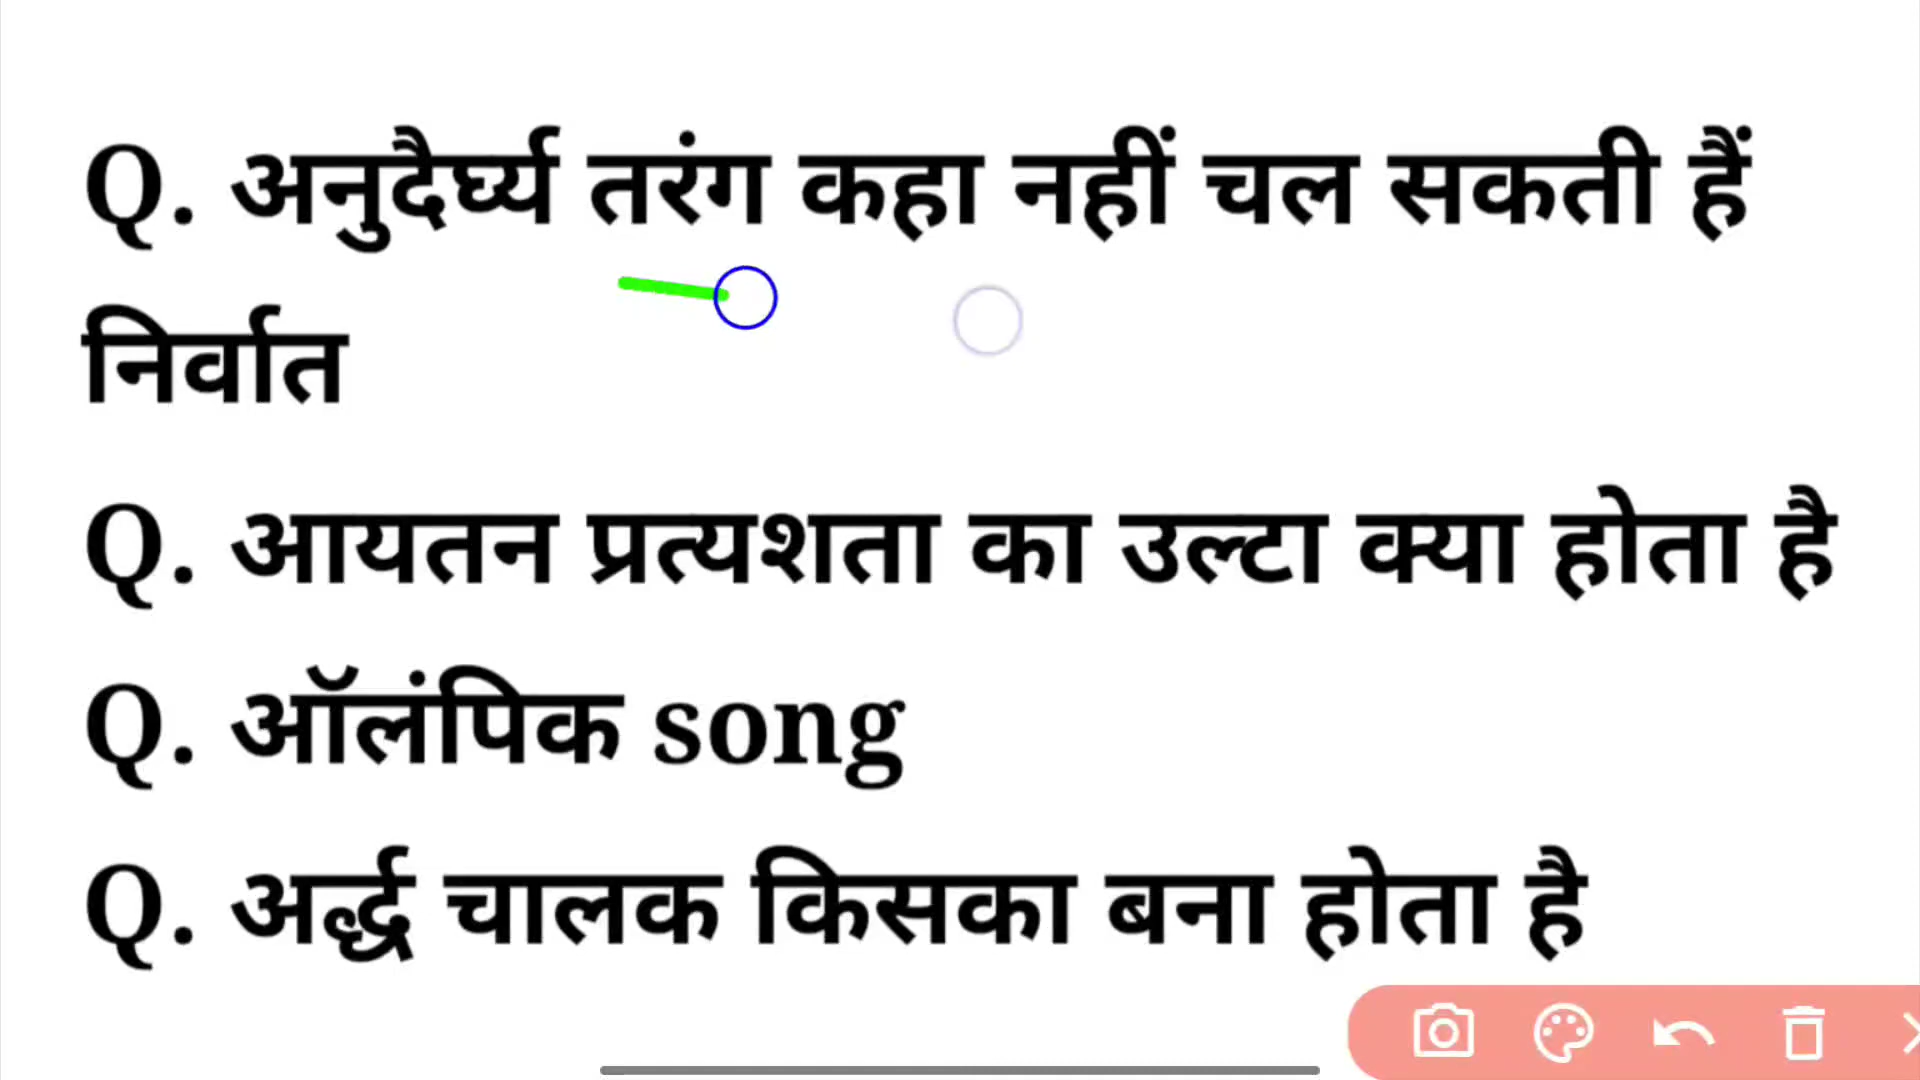 Q. अनुदैर्घ्य तरंग कहा नहीं चल सकती हैं
निर्वात
Q. आयतन प्रत्यशता का उल्टा क्या होता है
Q. ऑलंपिक song
Q. अर्द्ध चालक किसका बना होता है